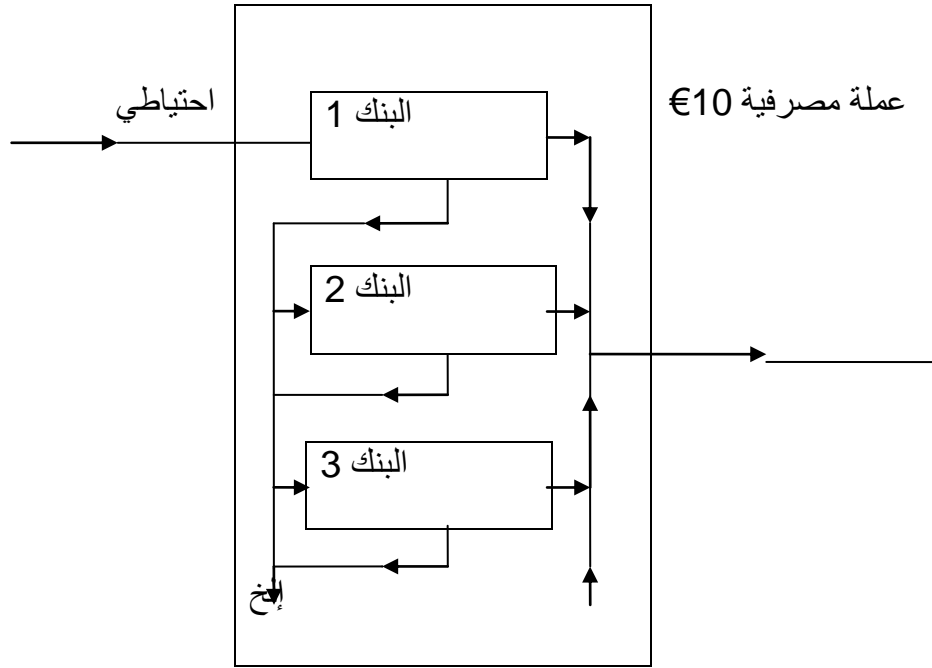 احتياطي
عملة مصرفية 10€
البنك 1
البنك 2
البنك 3
إلخ